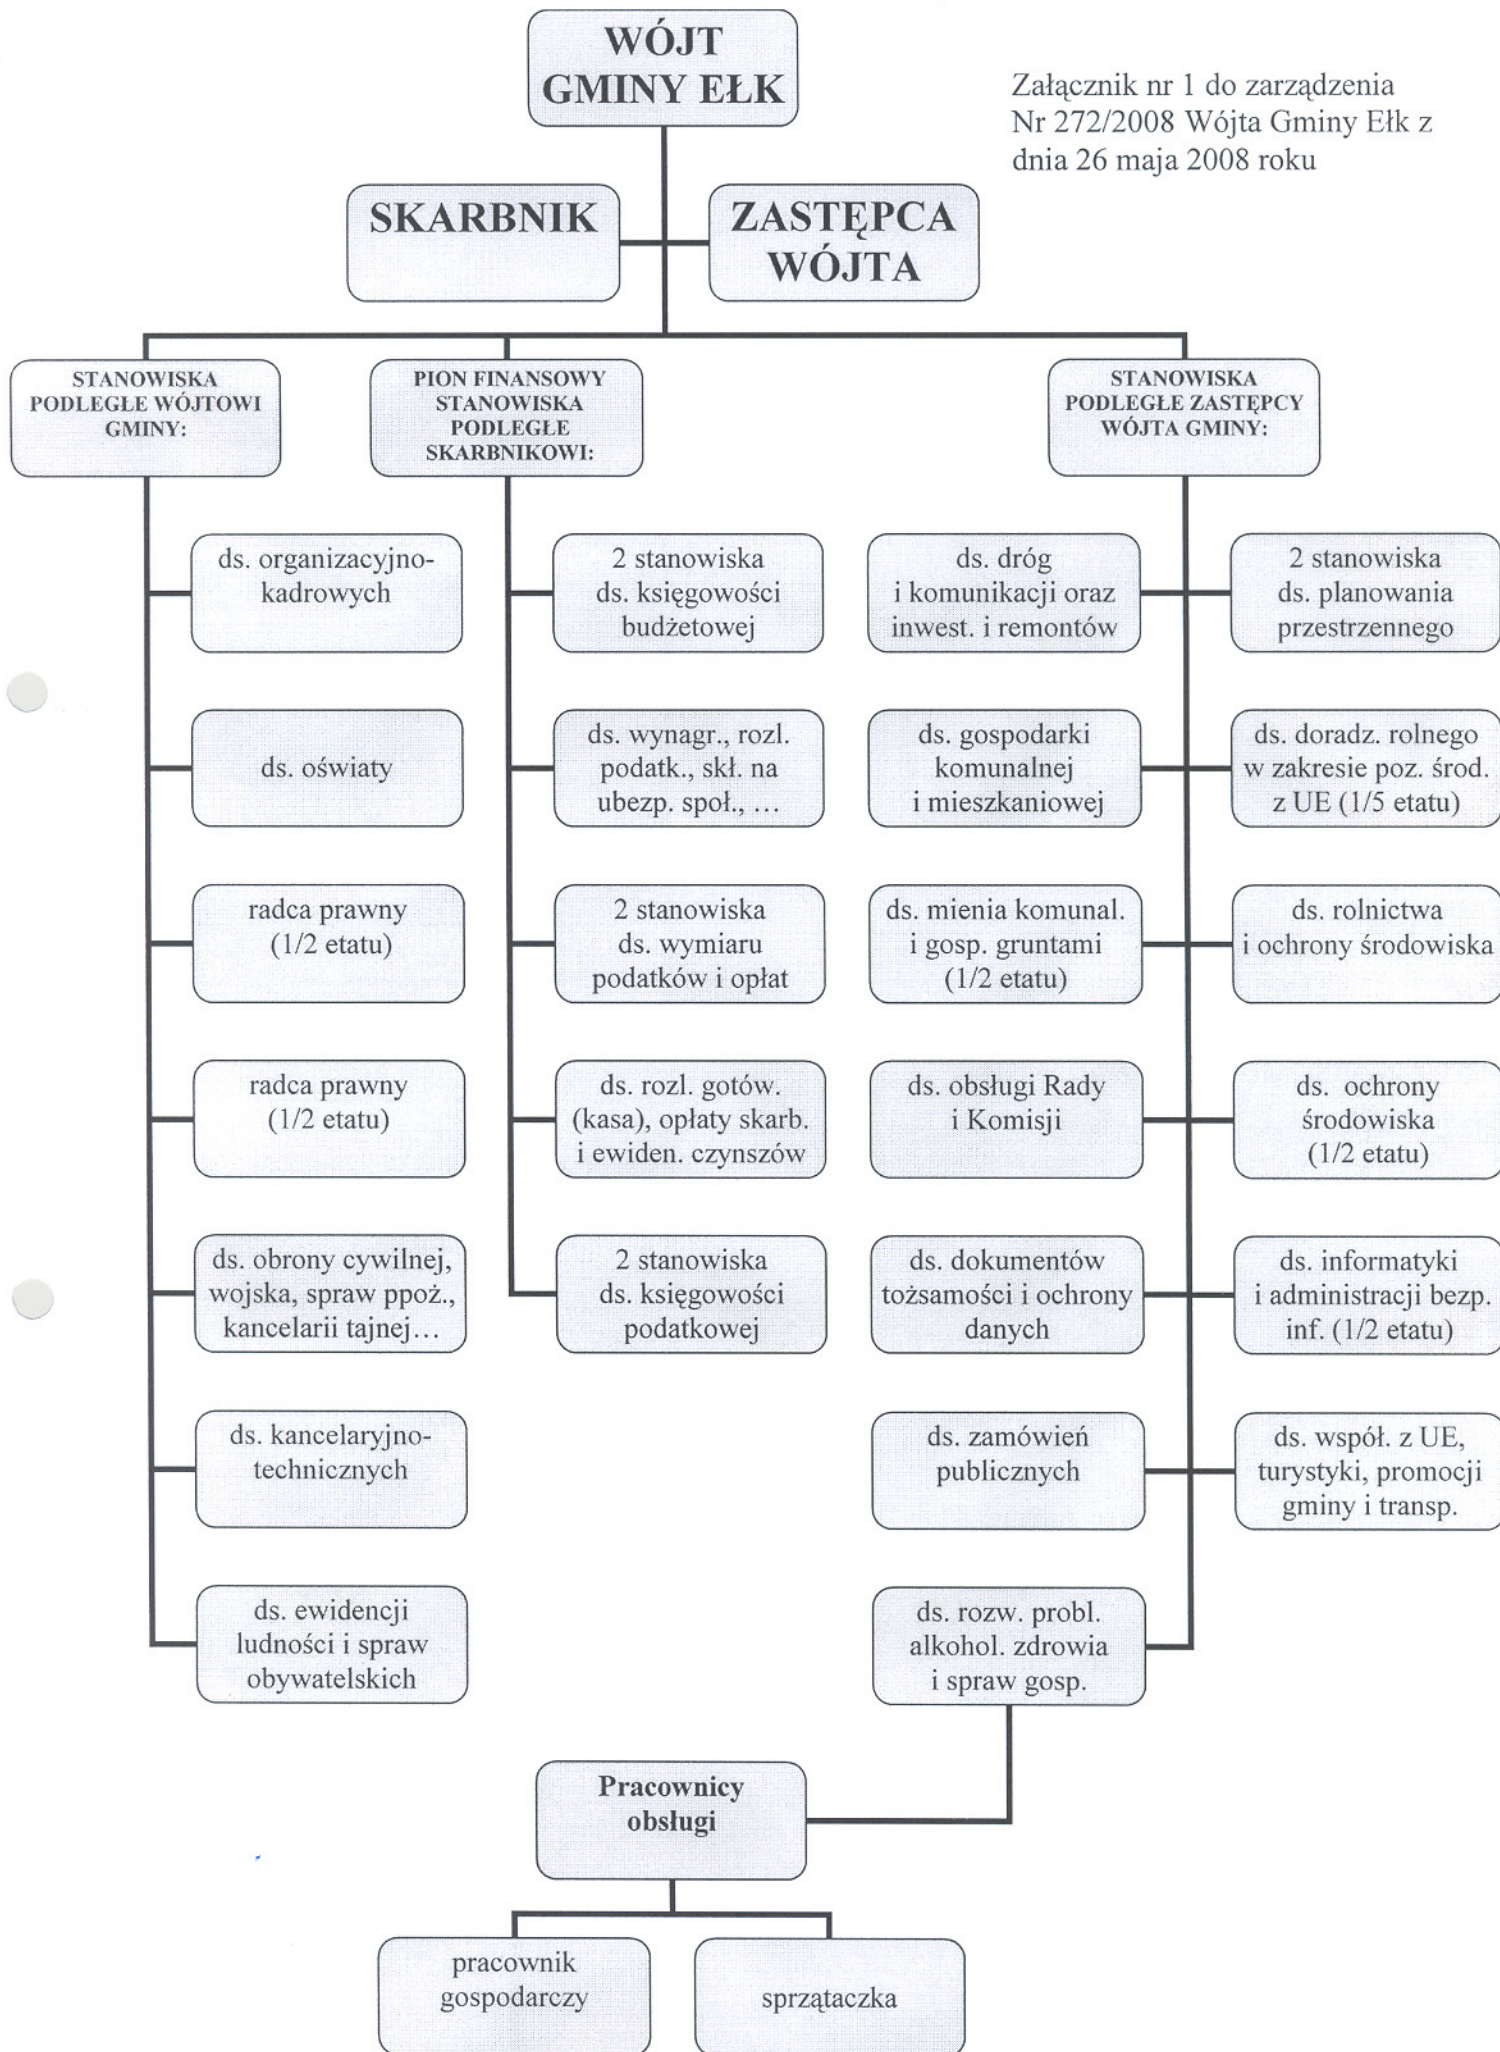 WÓJT
GMINY EŁK
Załącznik nr 1 do zarządzenia
Nr 272/2008 Wójta Gminy Ełk z
dnia 26 maja 2008 roku
SKARBNIK
ZASTĘPCA
WÓJTA
STANOWISKA
PODLEGŁE WÓJTOWI
GMINY:
PION FINANSOWY
STANOWISKA
PODLEGŁE
SKARBNIKOWI:
STANOWISKA
PODLEGŁE ZASTĘPCY
WÓJTA GMINY:
ds. organizacyjno-
kadrowych
ds. oświaty
radca prawny
(1/2 etatu)
radca prawny
(1/2 etatu)
ds. obrony cywilnej,
wojska, spraw ppoż.,
kancelarii tajnej…
ds. kancelaryjno-
technicznych
ds. ewidencji
ludności i spraw
obywatelskich
2 stanowiska
ds. księgowości
budżetowej
ds. wynagr., rozl.
podatk., skł. na
ubezp. społ., …
2 stanowiska
ds. wymiaru
podatków i opłat
ds. rozl. gotów.
(kasa), opłaty skarb.
i ewiden. czynszów
2 stanowiska
ds. księgowości
podatkowej
ds. dróg
i komunikacji oraz
inwest. i remontów
ds. gospodarki
komunalnej
i mieszkaniowej
ds. mienia komunal.
i gosp. gruntami
(1/2 etatu)
ds. obsługi Rady
i Komisji
ds. dokumentów
tożsamości i ochrony
danych
ds. zamówień
publicznych
ds. rozw. probl.
alkohol. zdrowia
i spraw gosp.
2 stanowiska
ds. planowania
przestrzennego
ds. doradz. rolnego
w zakresie poz. środ.
z UE (1/5 etatu)
ds. rolnictwa
i ochrony środowiska
ds. ochrony
środowiska
(1/2 etatu)
ds. informatyki
i administracji bezp.
inf. (1/2 etatu)
ds. współ. z UE,
turystyki, promocji
gminy i transp.
Pracownicy
obsługi
pracownik
gospodarczy
sprzątaczka